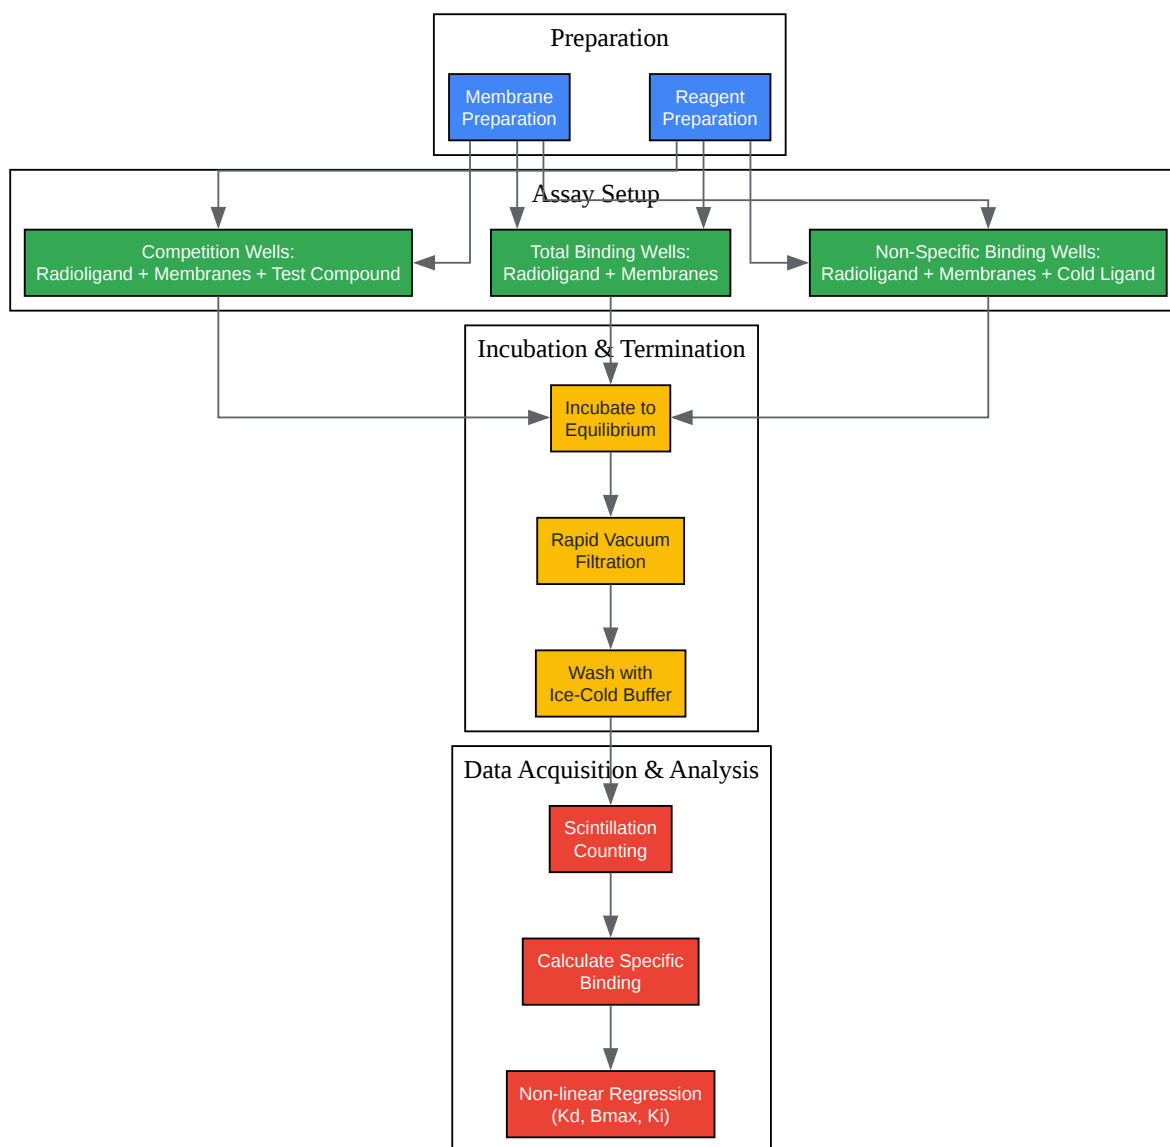 Preparation
Membrane
Preparation
Reagent
Preparation
Assay Setup
Competition Wells:
Radioligand + Membranes + Test Compound
Total Binding Wells:
Radioligand + Membranes
Non-Specific Binding Wells:
Radioligand + Membranes + Cold Ligand
Incubation & Termination
Incubate to
Equilibrium
Rapid Vacuum
Filtration
Wash with
Ice-Cold Buffer
Data Acquisition & Analysis
Scintillation
Counting
Calculate Specific
Binding
Non-linear Regression
(Kd, Bmax, Ki)